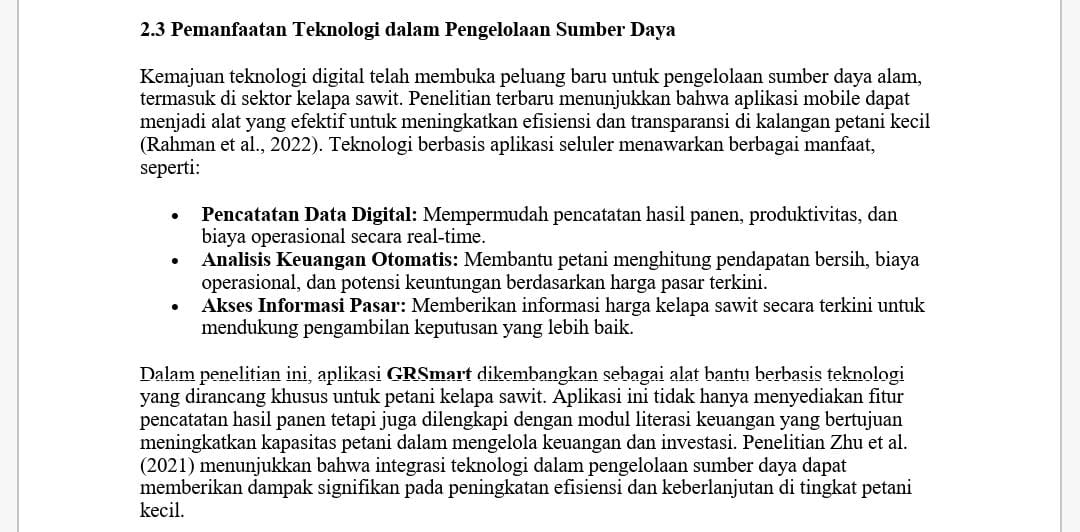 2.3 Pemanfaatan Teknologi dalam Pengelolaan Sumber Daya
Kemajuan teknologi digital telah membuka peluang baru untuk pengelolaan sumber daya alam,
termasuk di sektor kelapa sawit. Penelitian terbaru menunjukkan bahwa aplikasi mobile dapat
menjadi alat yang efektif untuk meningkatkan efisiensi dan transparansi di kalangan petani kecil
(Rahman et al., 2022). Teknologi berbasis aplikasi seluler menawarkan berbagai manfaat,
seperti:
• Pencatatan Data Digital: Mempermudah pencatatan hasil panen, produktivitas, dan
biaya operasional secara real-time.
• Analisis Keuangan Otomatis: Membantu petani menghitung pendapatan bersih, biaya
operasional, dan potensi keuntungan berdasarkan harga pasar terkini.
• Akses Informasi Pasar: Memberikan informasi harga kelapa sawit secara terkini untuk
mendukung pengambilan keputusan yang lebih baik.
Dalam penelitian ini, aplikasi GRSmart dikembangkan sebagai alat bantu berbasis teknologi
yang dirancang khusus untuk petani kelapa sawit. Aplikasi ini tidak hanya menyediakan fitur
pencatatan hasil panen tetapi juga dilengkapi dengan modul literasi keuangan yang bertujuan
meningkatkan kapasitas petani dalam mengelola keuangan dan investasi. Penelitian Zhu et al.
(2021) menunjukkan bahwa integrasi teknologi dalam pengelolaan sumber daya dapat
memberikan dampak signifikan pada peningkatan efisiensi dan keberlanjutan di tingkat petani
kecil.